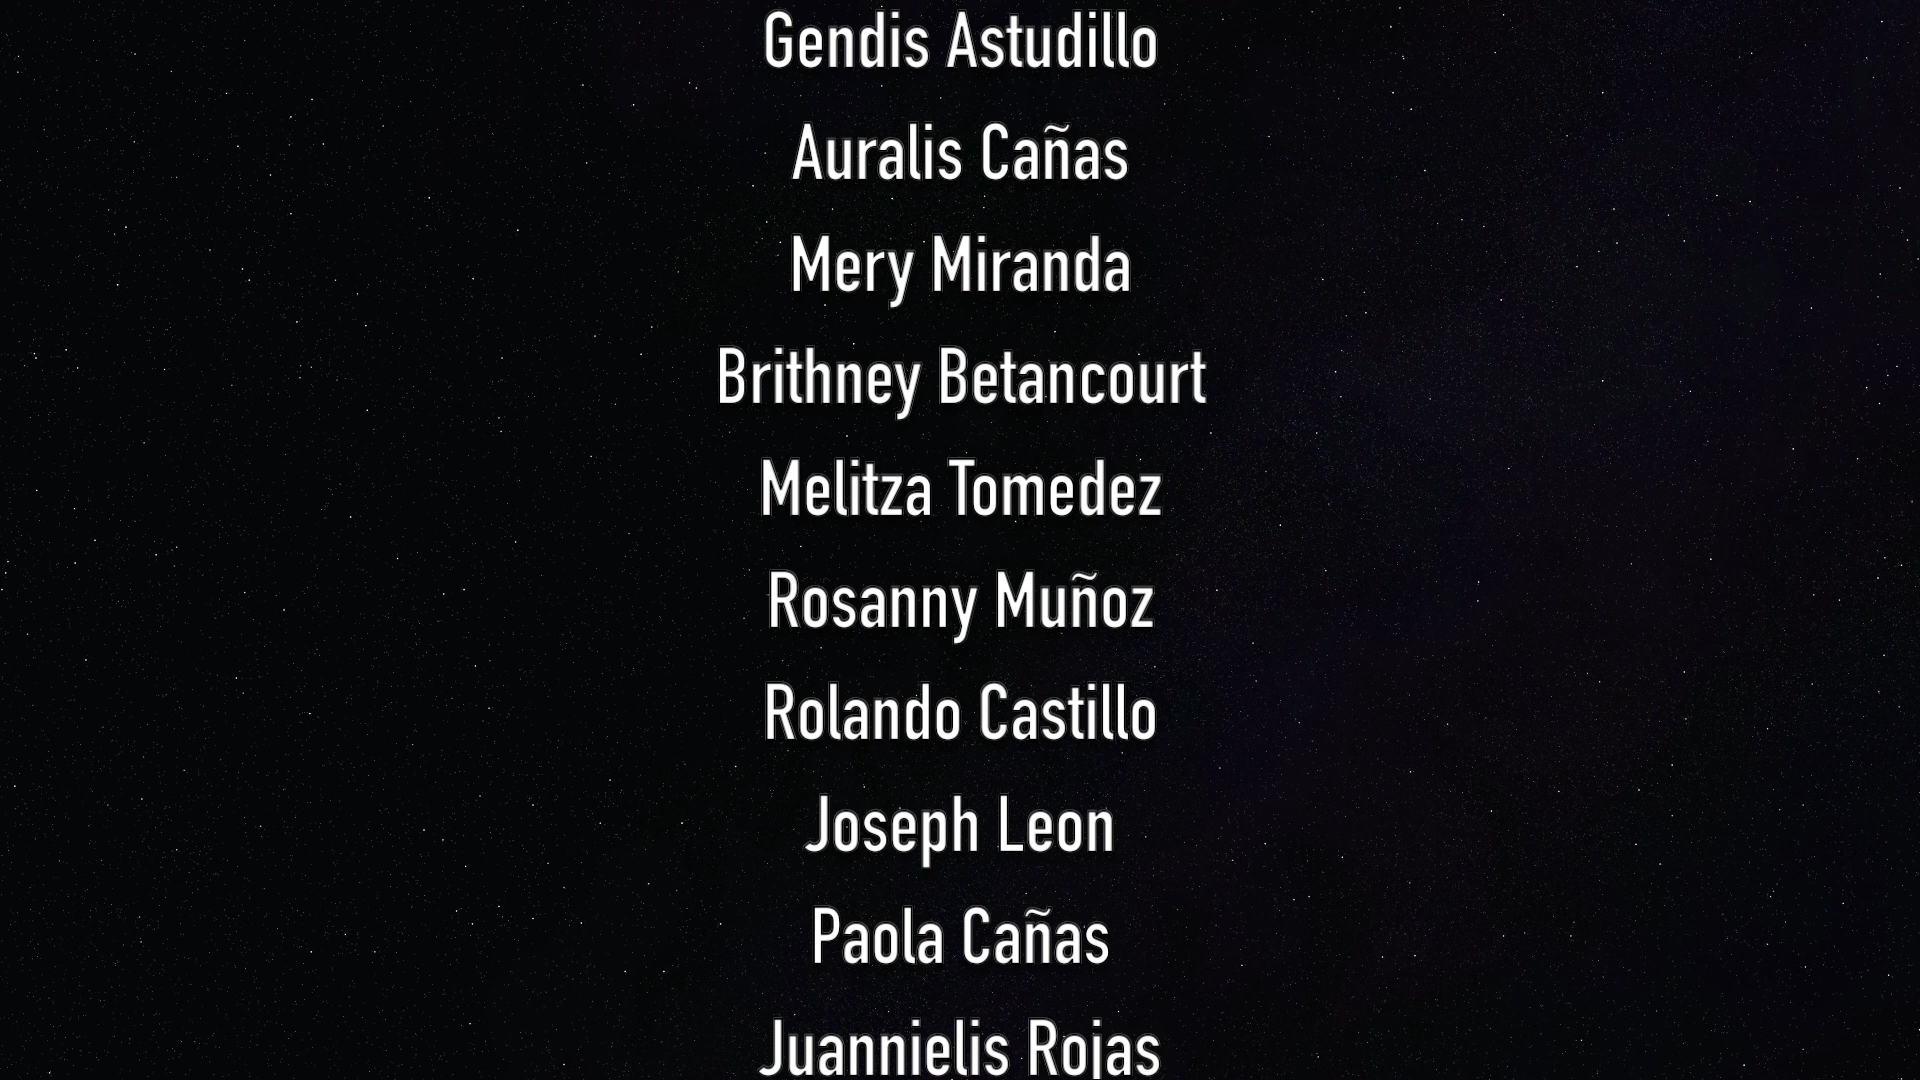 Gendis Astudillo
Auralis Cañas
Mery Miranda
Brithney Betancourt
Melitza Tomedez
Rosanny Muñoz
Rolando Castillo
Joseph Leon
Paola Cañas
Juannielis Rojas